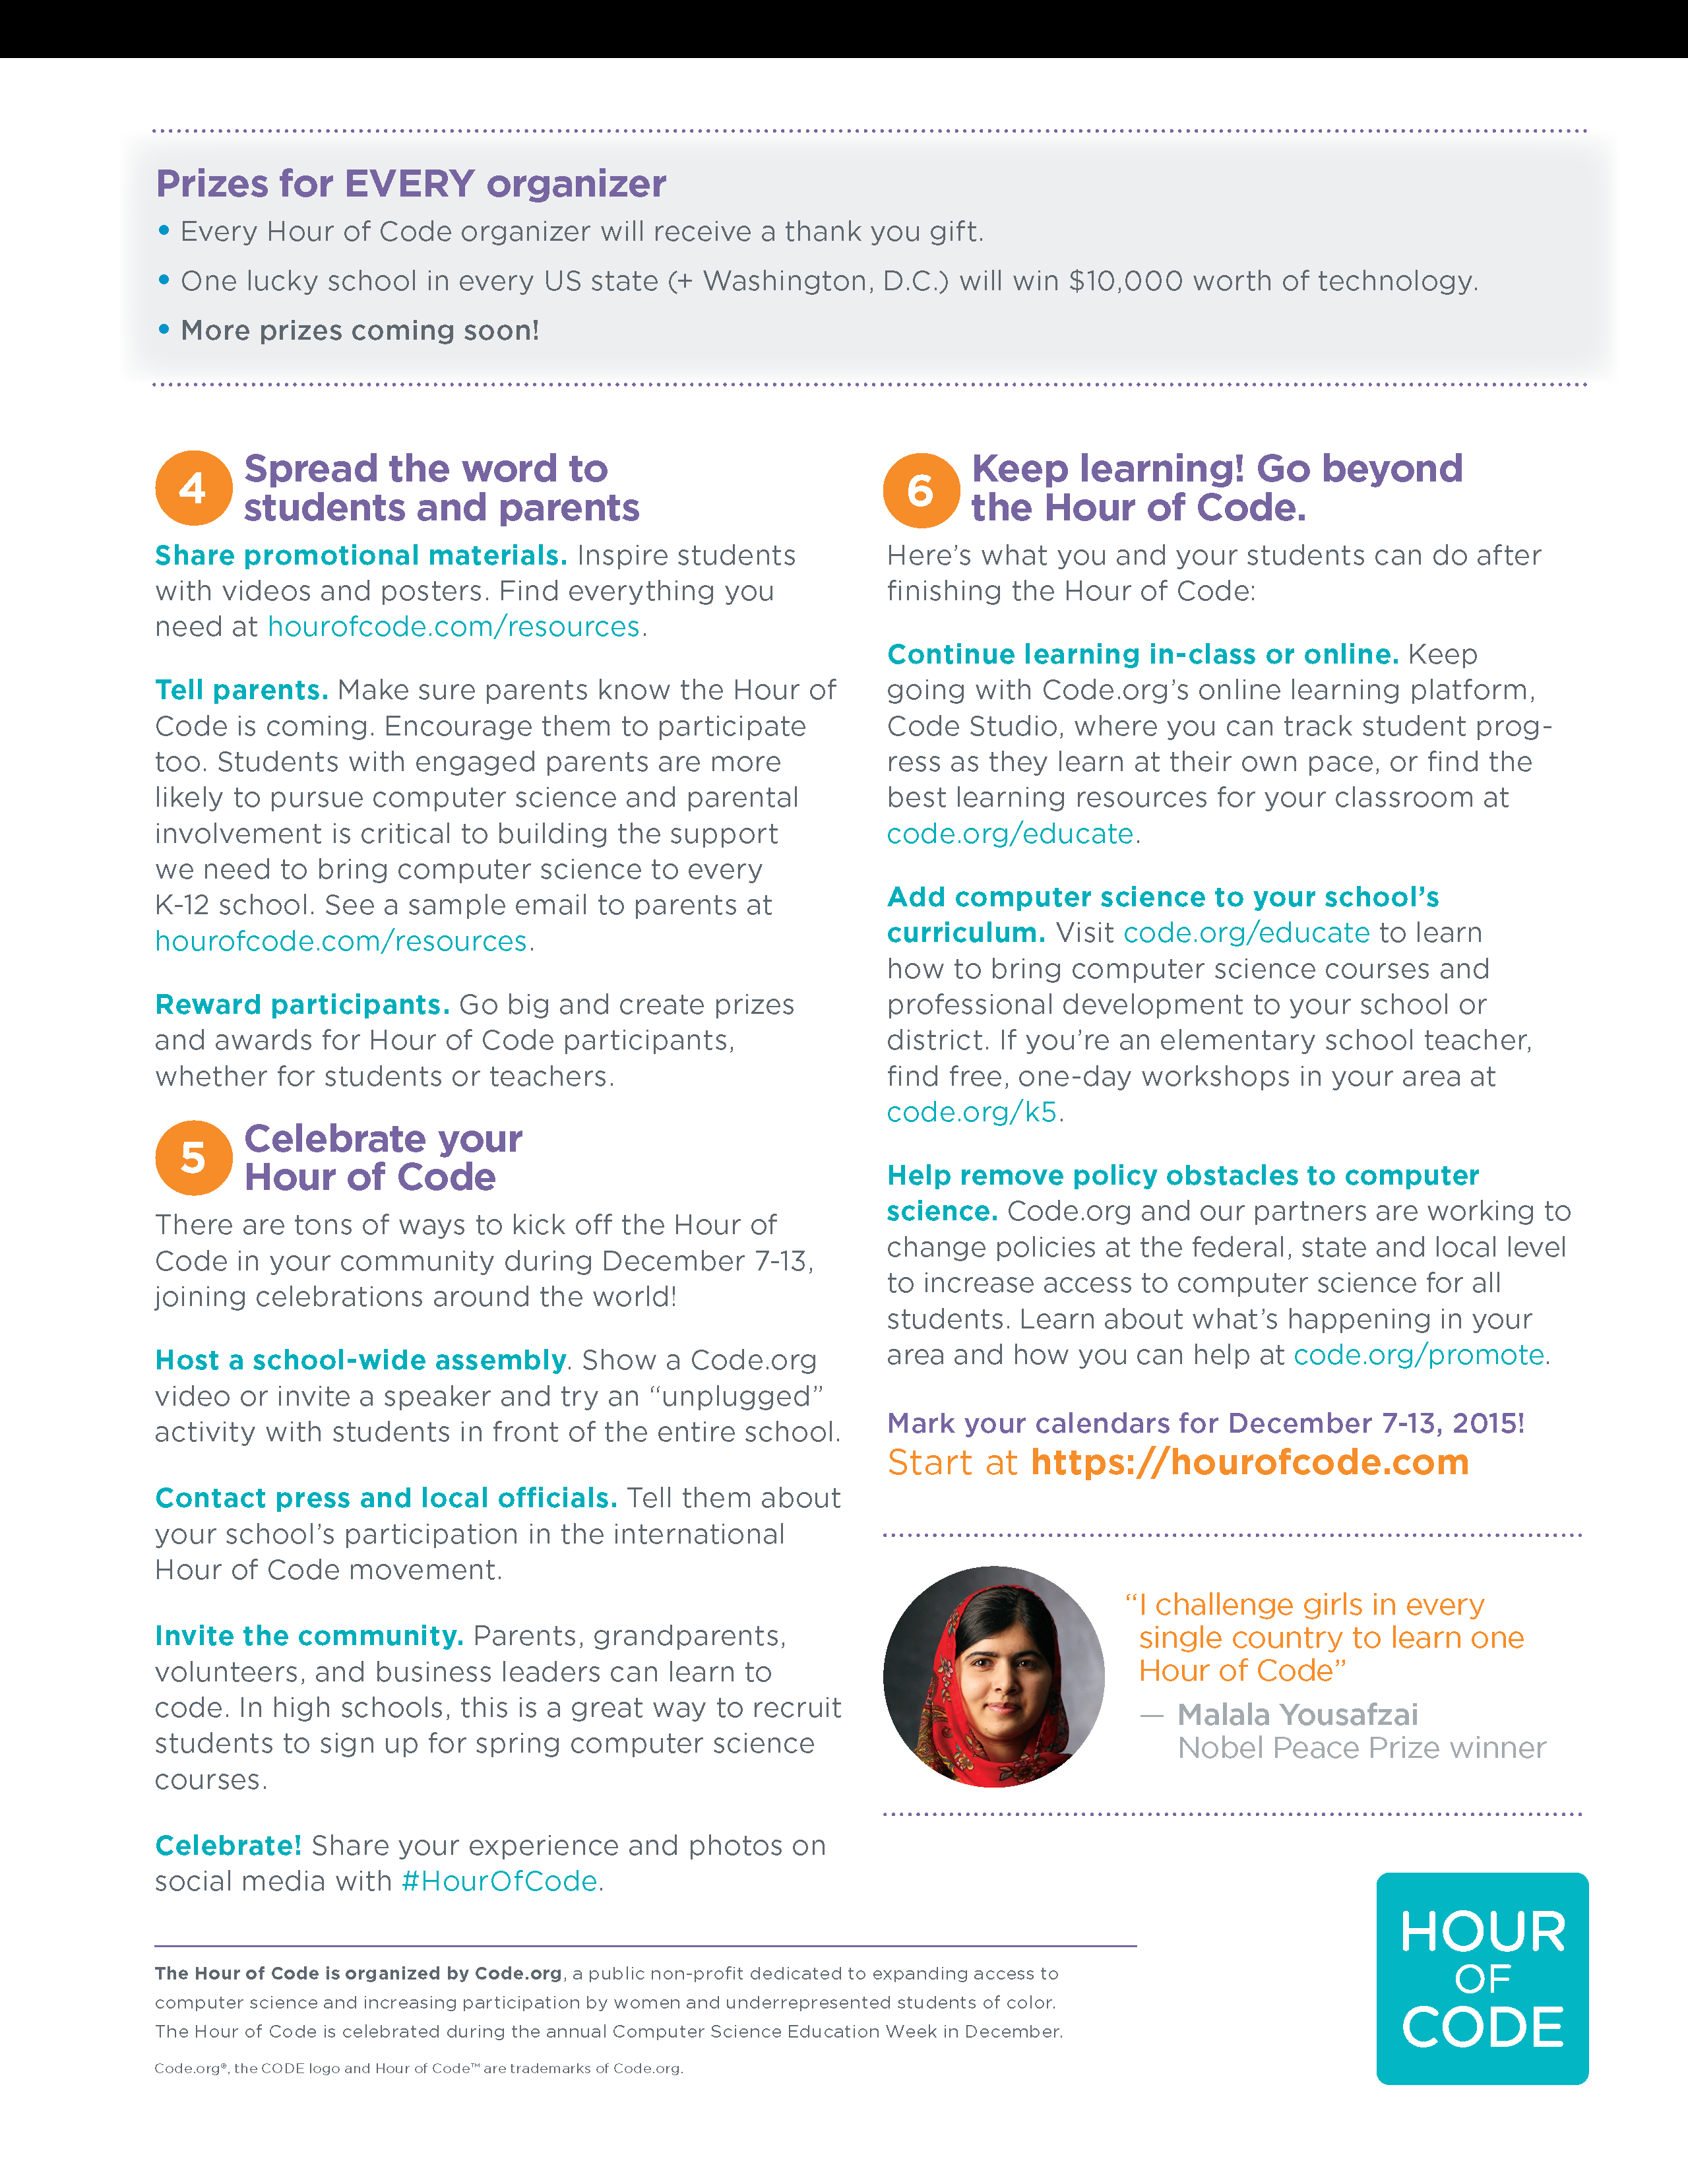 Prizes for EVERY organizer
• Every Hour of Code organizer will receive a thank you gift.
• One lucky school in every US state (+ Washington, D.C.) will win $10,000 worth of technology.
• More prizes coming soon!
4
Spread the word to
students and parents
Share promotional materials. Inspire students
with videos and posters. Find everything you
need at hourofcode.com/resources.
Tell parents. Make sure parents know the Hour of
Code is coming. Encourage them to participate
too. Students with engaged parents are more
likely to pursue computer science and parental
involvement is critical to building the support
we need to bring computer science to every
K-12 school. See a sample email to parents at
hourofcode.com/resources.
Reward participants. Go big and create prizes
and awards for Hour of Code participants,
whether for students or teachers.
5
Celebrate your
Hour of Code
There are tons of ways to kick off the Hour of
Code in your community during December 7-13,
joining celebrations around the world!
Host a school-wide assembly. Show a Code.org
video or invite a speaker and try an “unplugged”
activity with students in front of the entire school.
Contact press and local officials. Tell them about
your school’s participation in the international
Hour of Code movement.
Invite the community. Parents, grandparents,
volunteers, and business leaders can learn to
code. In high schools, this is a great way to recruit
students to sign up for spring computer science
courses.
Celebrate! Share your experience and photos on
social media with #HourOfCode.
6
Keep learning! Go beyond
the Hour of Code.
Here’s what you and your students can do after
finishing the Hour of Code:
Continue learning in-class or online. Keep
going with Code.org’s online learning platform,
Code Studio, where you can track student prog-
ress as they learn at their own pace, or find the
best learning resources for your classroom at
code.org/educate.
Add computer science to your school’s
curriculum. Visit code.org/educate to learn
how to bring computer science courses and
professional development to your school or
district. If you’re an elementary school teacher,
find free, one-day workshops in your area at
code.org/k5.
Help remove policy obstacles to computer
science. Code.org and our partners are working to
change policies at the federal, state and local level
to increase access to computer science for all
students. Learn about what’s happening in your
area and how you can help at code.org/promote.
Mark your calendars for December 7-13, 2015!
Start at https://hourofcode.com
“I challenge girls in every
single country to learn one
Hour of Code”
— Malala Yousafzai
Nobel Peace Prize winner
The Hour of Code is organized by Code.org, a public non-profit dedicated to expanding access to
computer science and increasing participation by women and underrepresented students of color.
The Hour of Code is celebrated during the annual Computer Science Education Week in December.
Code.org®, the CODE logo and Hour of Code™ are trademarks of Code.org.
HOUR
OF
CODE